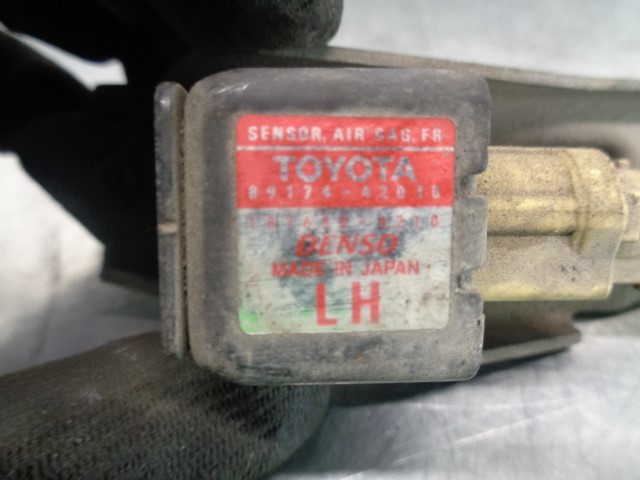 SENSOR, AIR BAG, FR
TOYOTA
89174-42010
DENSO
MADE IN JAPAN
LH